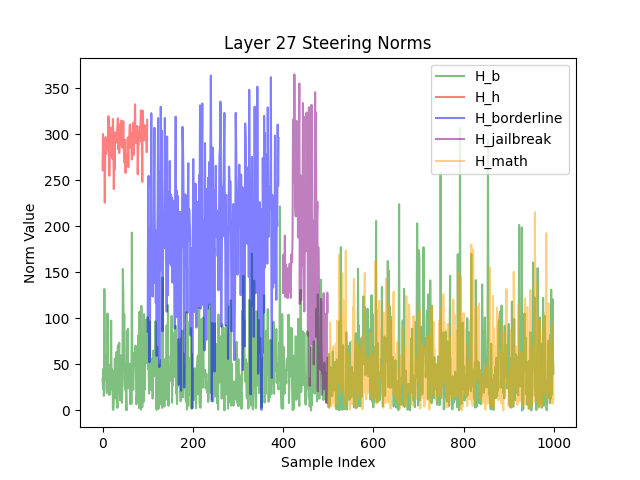 Layer 27 Steering Norms
H_b
H_h
H_borderline
H_jailbreak
H_math
Norm Value
350
300
250
200
150
100
50
0
0
200
400
600
800
1000
Sample Index